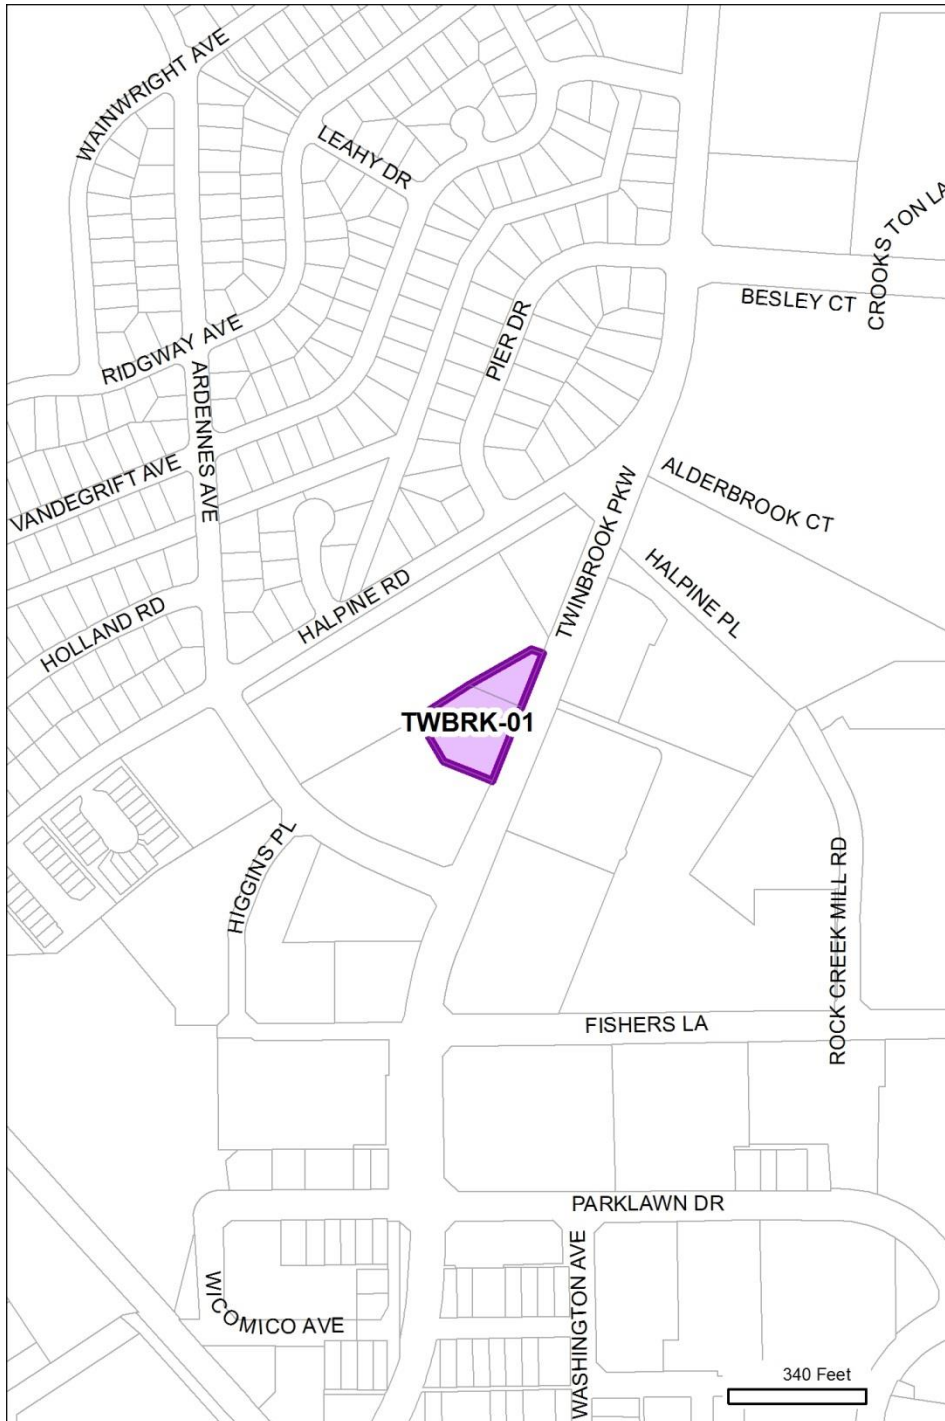 WAINWRIGHT AVE
LEAHY DR
CROOKS TON LA
BESLEY CT
PIER DR
RIDGWAY AVE
ARDENNES AVE
VANDEGRIFT AVE
ALDERBROOK CT
TWINBROOK PKW
HALPINE PL
HALPINE RD
HOLLAND RD
TWBRK-01
HIGGINS PL
ROCK CREEK MILL RD
FISHERS LA
PARKLAWN DR
WASHINGTON AVE
WICOMICO AVE
340 Feet